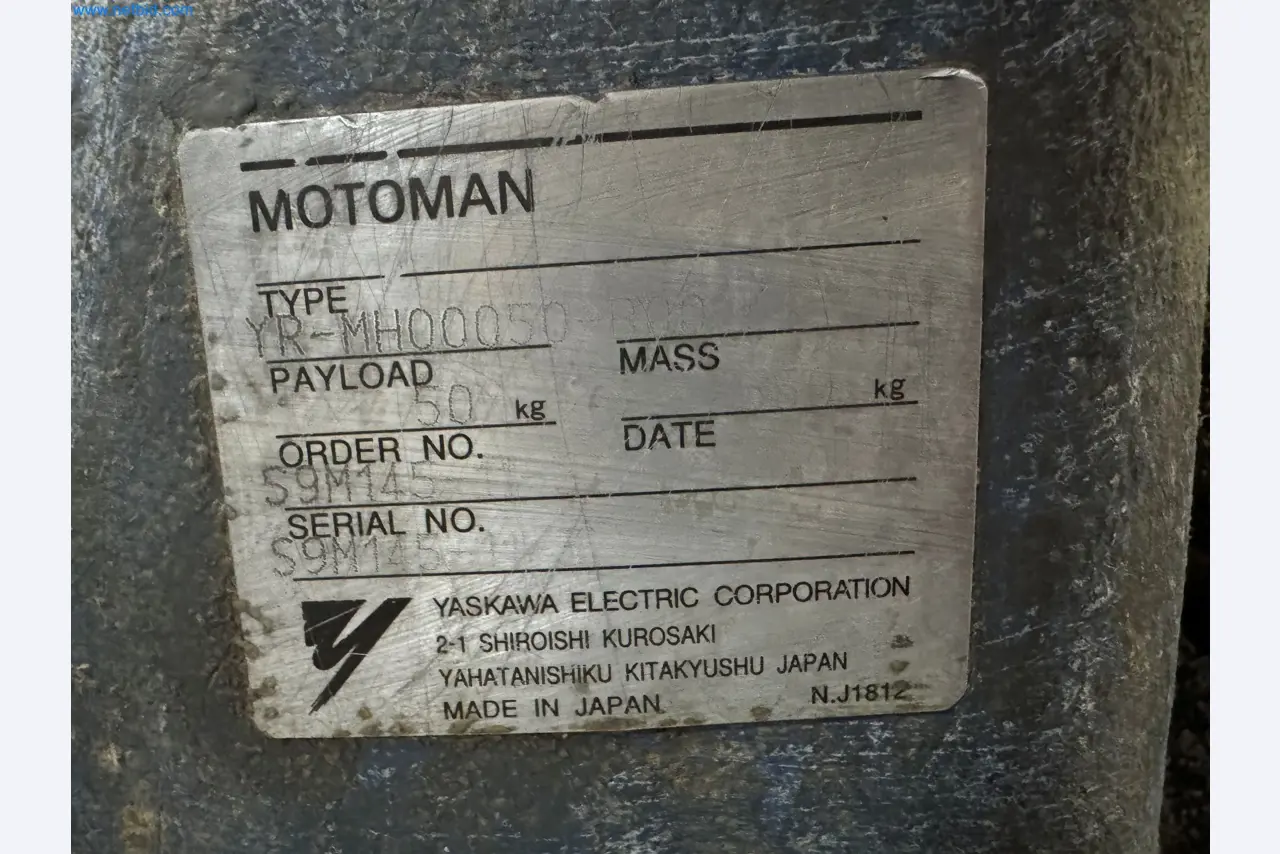 MOTOMAN
TYPE
YR-MH00050
PAYLOAD
50 kg
MASS
kg
ORDER NO.
S9M145
DATE
SERIAL NO.
YASKAWA ELECTRIC CORPORATION
2-1 SHIROISHI KUROSAKI
YAHATANISHIKU KITAKYUSHU JAPAN
MADE IN JAPAN
N.J1812